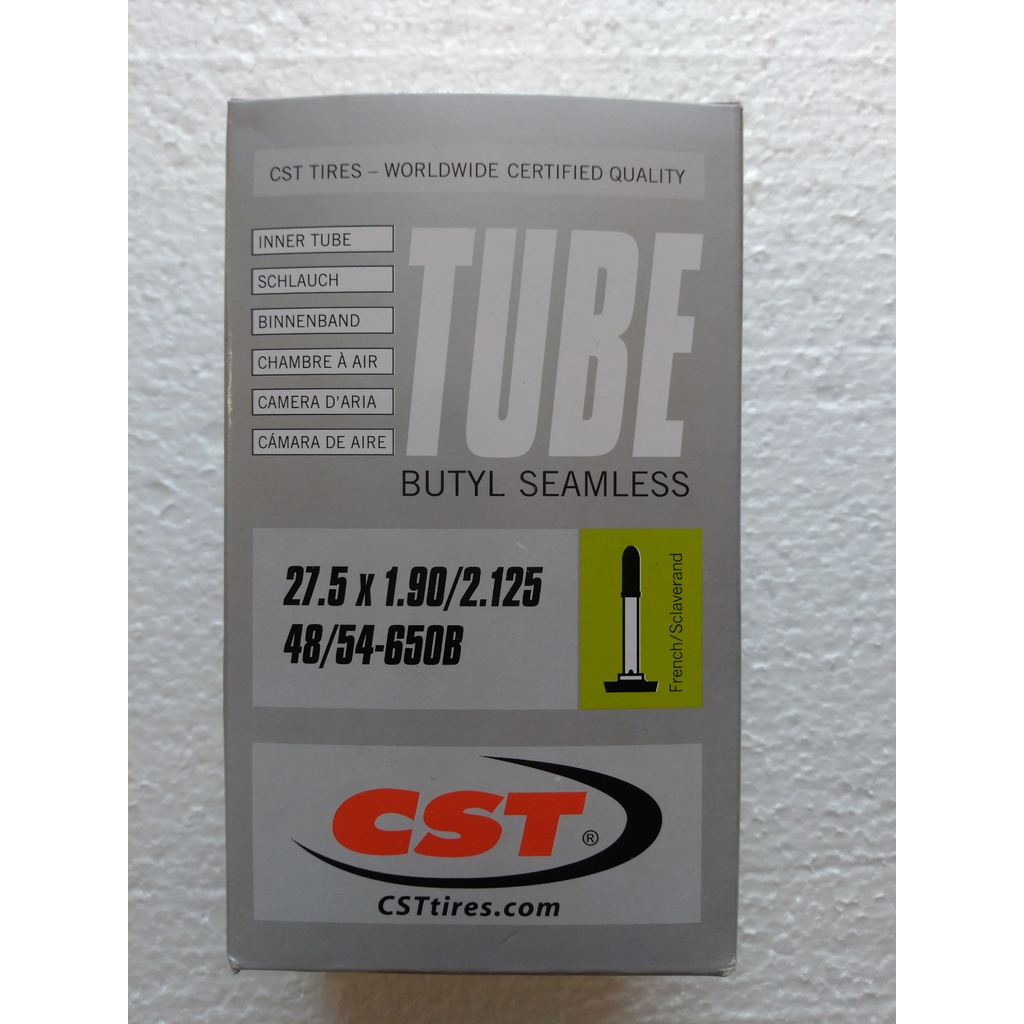 CST TIRES – WORLDWIDE CERTIFIED QUALITY
INNER TUBE
SCHLAUCH
BINNENBAND
CHAMBRE À AIR
CAMERA D'ARIA
CÁMARA DE AIRE
TUBE
BUTYL SEAMLESS
27.5 x 1.90/2.125
48/54-650B
French/Sclaverand
CST®
CSTtires.com